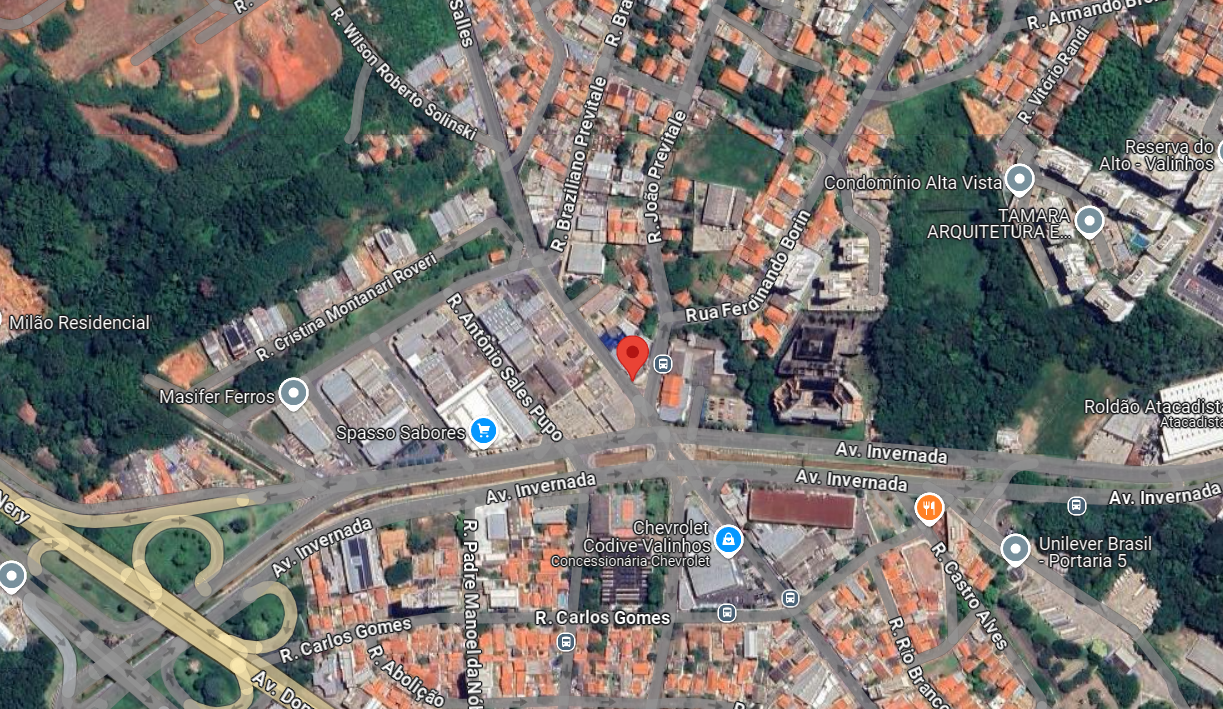 R.
R. Wilson Roberto Solinski
Salles
R. Bra
R. Armando Bro
R. Vitório Randi
Reserva do
Alto - Valinhos
R. Braziliano Previtale
R. João Previtale
Condomínio Alta Vista
TAMARA
ARQUITETURA E...
Rua Ferdinando Borin
Milão Residencial
R. Cristina Montanari Roveri
R. Antônio Sales Pupo
Masifer Ferros
Spasso Sabores
Roldão Atacadista
Atacadista
Av. Invernada
Av. Invernada
Av. Invernada
Av. Invernada
Av. Invernada
Nery
R. Padre Manoel da Nó
Chevrolet
Codive Valinhos
Concessionária Chevrolet
Unilever Brasil
- Portaria 5
R. Castro Alves
R. Carlos Gomes
R. Carlos Gomes
R. Abolição
R. Rio Branco
Av. Dom